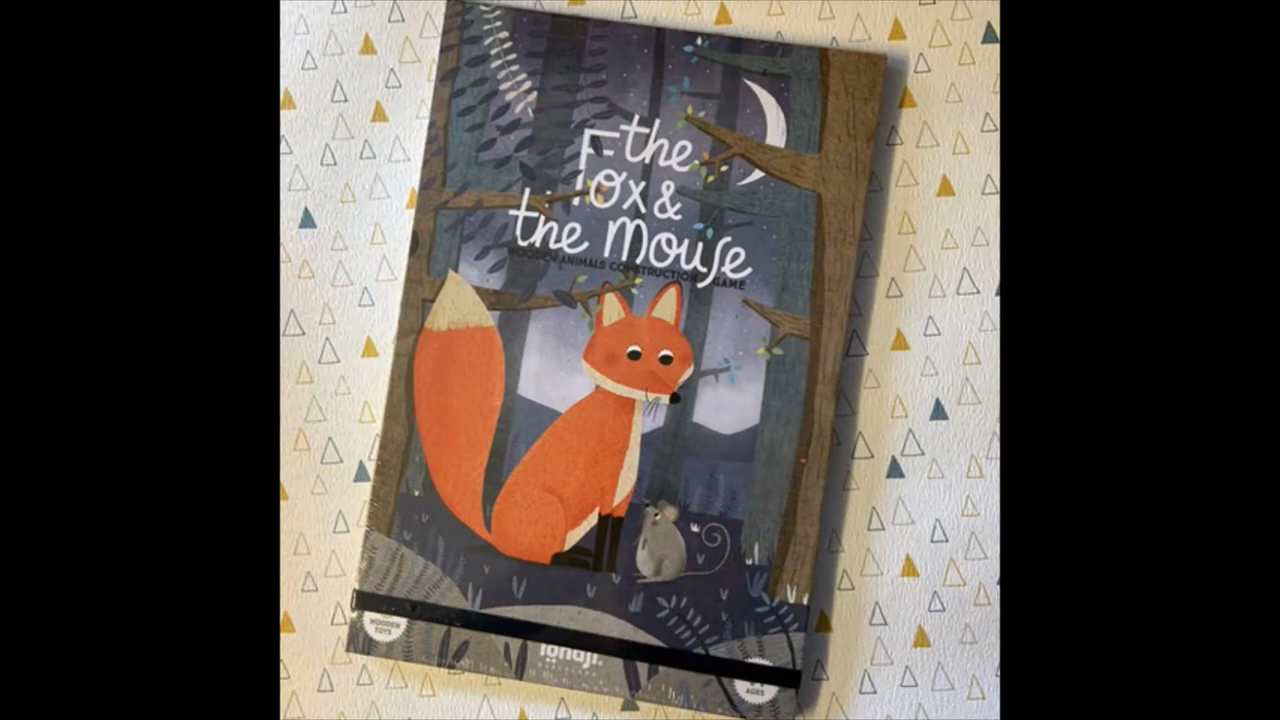 the
Fox &
the Mouse
WOODEN ANIMALS CONSTRUCTION GAME
WOODEN
TOYS
londji
AGES